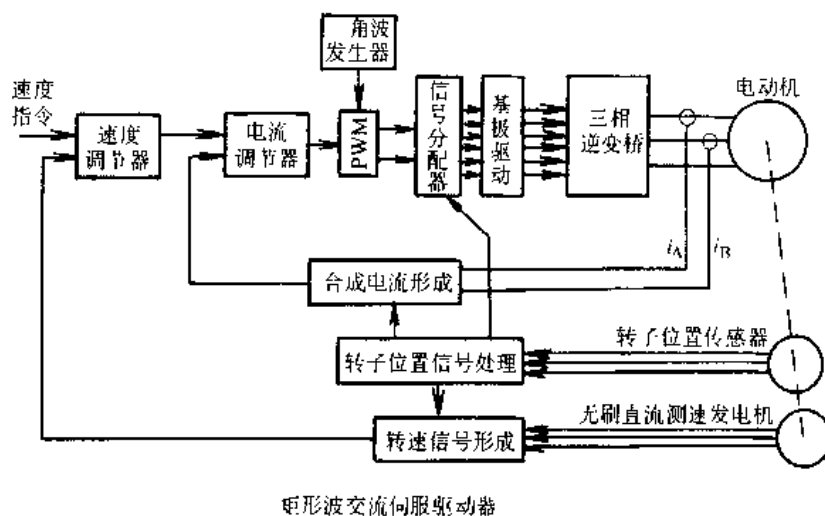 角波
发生器
速度
指令
速度
调节器
电流
调节器
PWM
信号分配器
基极驱动
三相
逆变桥
电动机
iA
iB
合成电流形成
转子位置传感器
转子位置信号处理
无刷直流测速发电机
转速信号形成
矩形波交流伺服驱动器